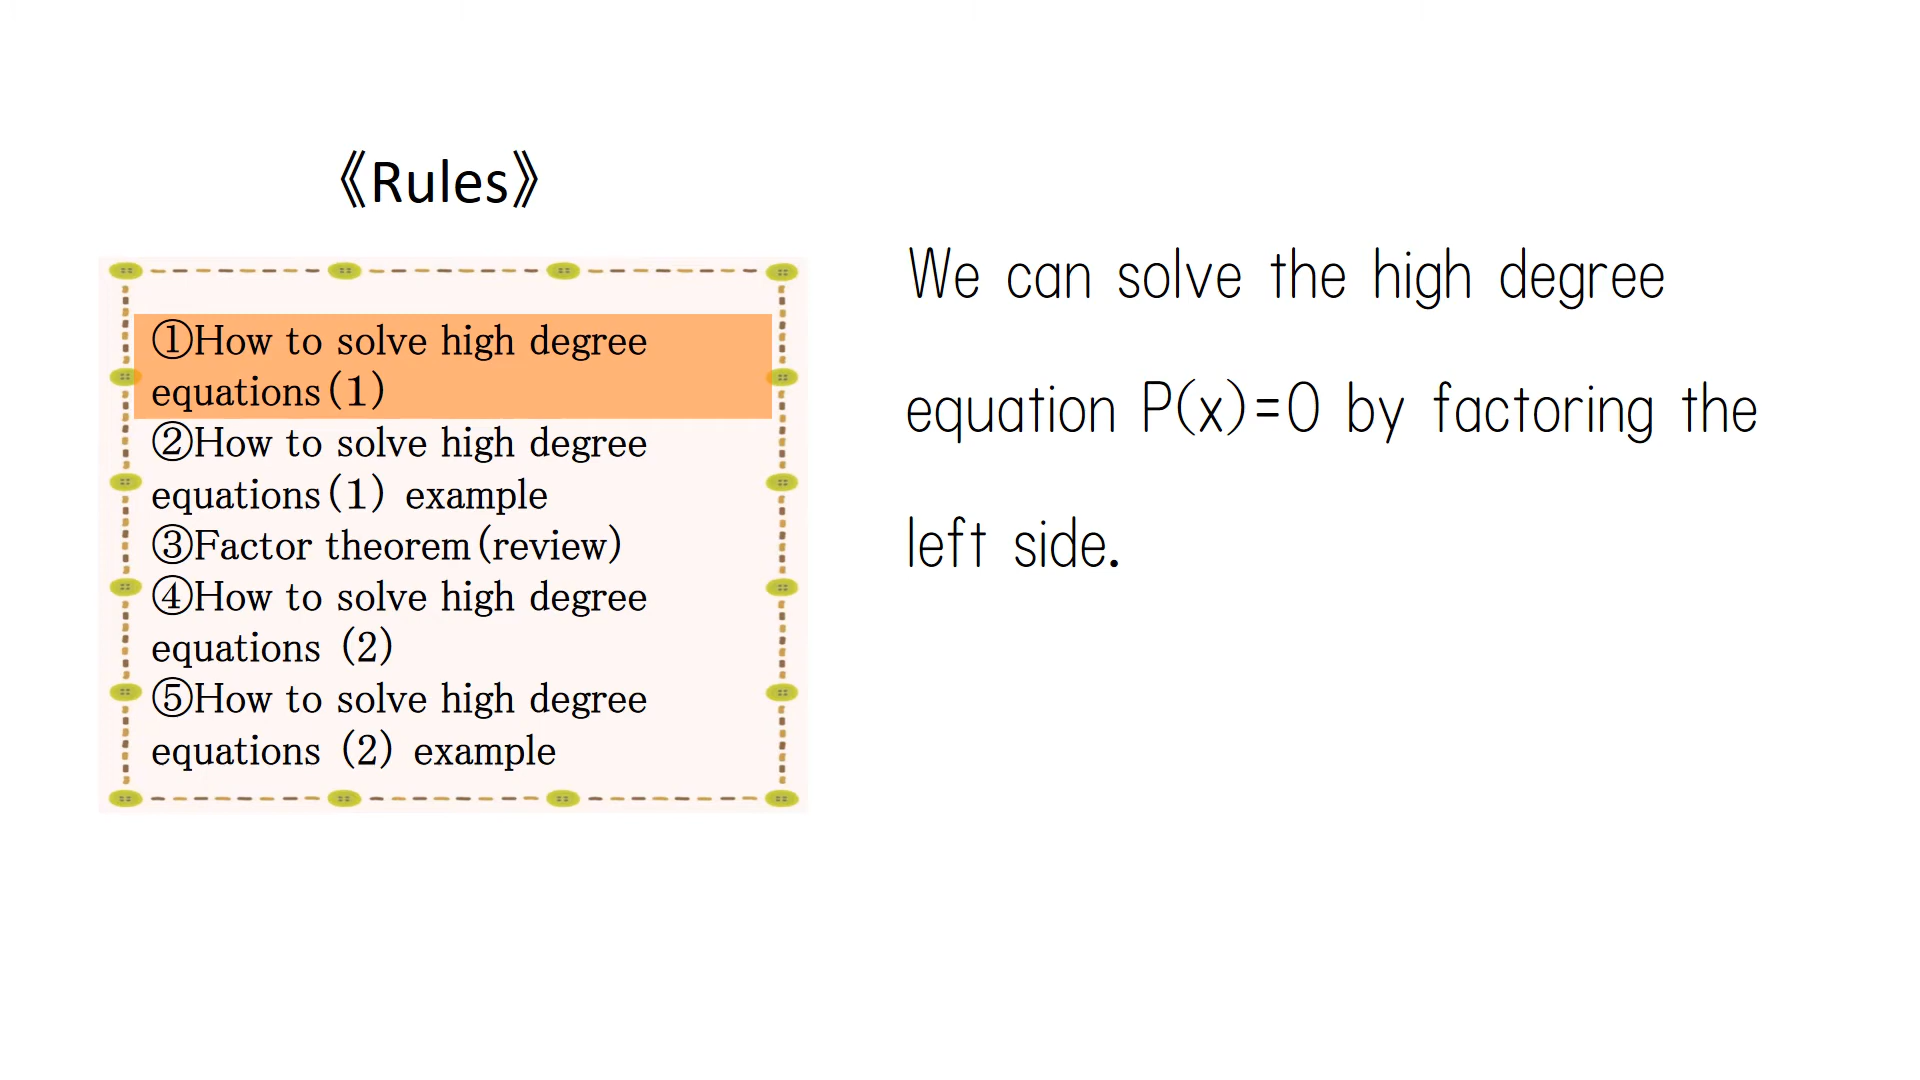 《Rules》
①How to solve high degree
equations(1)
②How to solve high degree
equations(1) example
③Factor theorem(review)
④How to solve high degree
equations (2)
⑤How to solve high degree
equations (2) example
We can solve the high degree
equation P(x)=0 by factoring the
left side.